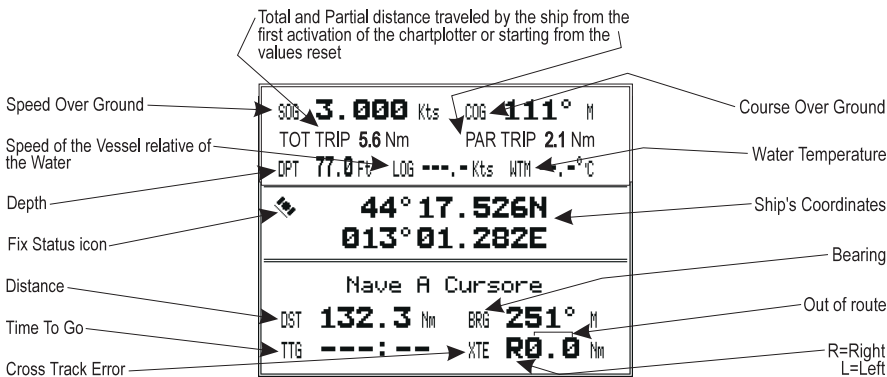 Total and Partial distance traveled by the ship from the
first activation of the chartplotter or starting from the
values reset
Speed Over Ground
Speed of the Vessel relative of
the Water
Depth
Fix Status icon
Distance
Time To Go
Cross Track Error
SOG 3.000 Kts COG 111° M
TOT TRIP 5.6 Nm PAR TRIP 2.1 Nm
DPT 77.0 Ft LOG ---.- Kts WTM --.-°C
44°17.526N
013°01.282E
Nave A Cursore
DST 132.3 Nm BRG 251° M
TTG ---:-- XTE R0.0 Nm
Course Over Ground
Water Temperature
Ship's Coordinates
Bearing
Out of route
R=Right
L=Left